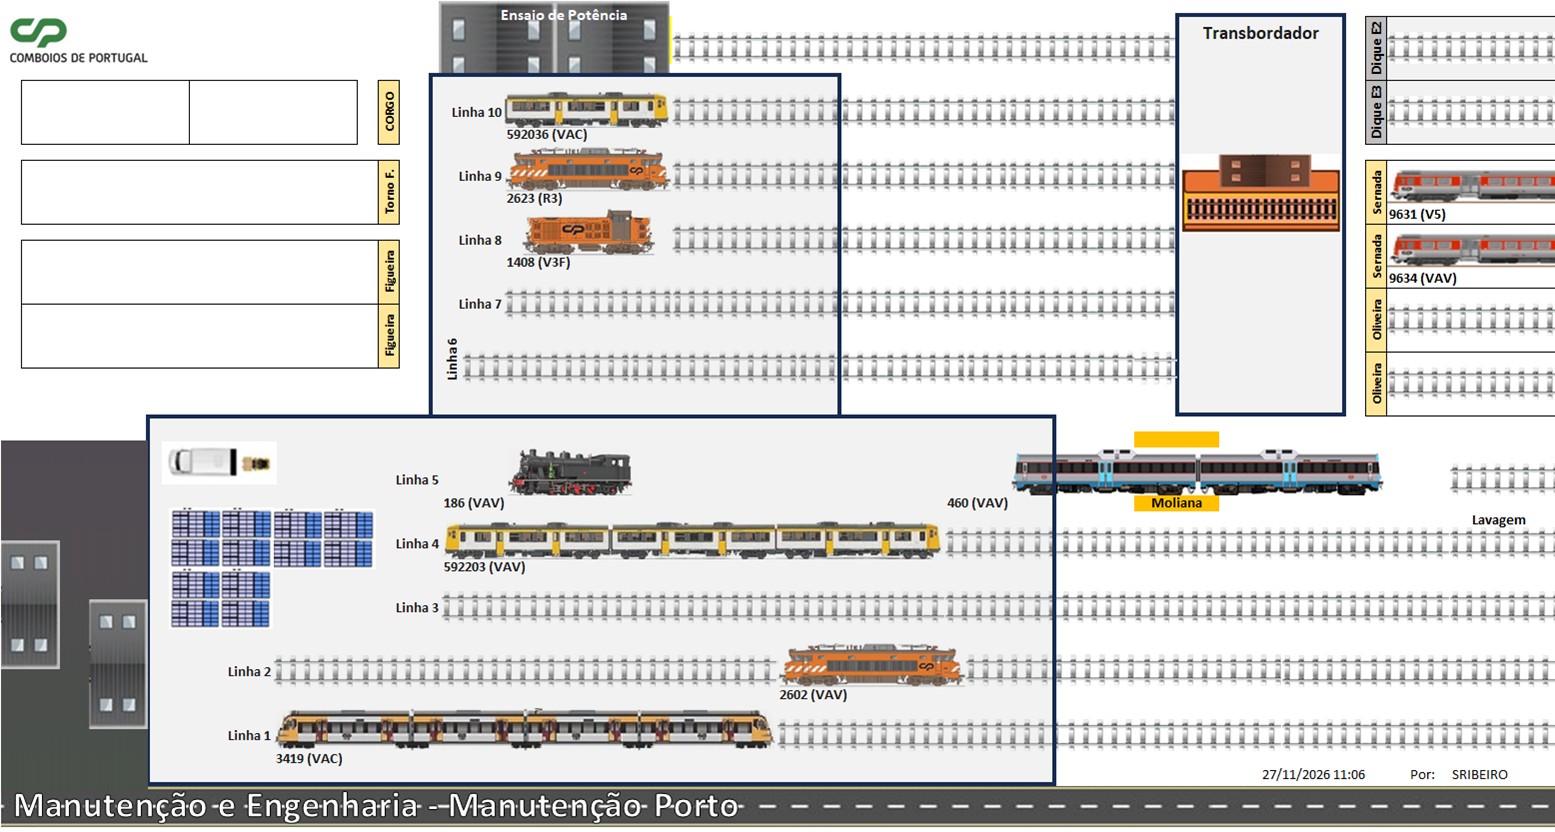 CP
COMBOIOS DE PORTUGAL
CORGO
Torno F.
Figueira
Figueira
Ensaio de Potência
Linha 10
592036 (VAC)
Linha 9
2623 (R3)
Linha 8
1408 (V3F)
Linha 7
Linha 6
Transbordador
Dique E2
Dique E3
Sernada
9631 (V5)
Sernada
9634 (VAV)
Oliveira
Oliveira
Linha 5
186 (VAV)
460 (VAV)
Moliana
Lavagem
Linha 4
592203 (VAV)
Linha 3
Linha 2
2602 (VAV)
Linha 1
3419 (VAC)
27/11/2026 11:06 Por: SRIBEIRO
Manutenção e Engenharia - Manutenção Porto